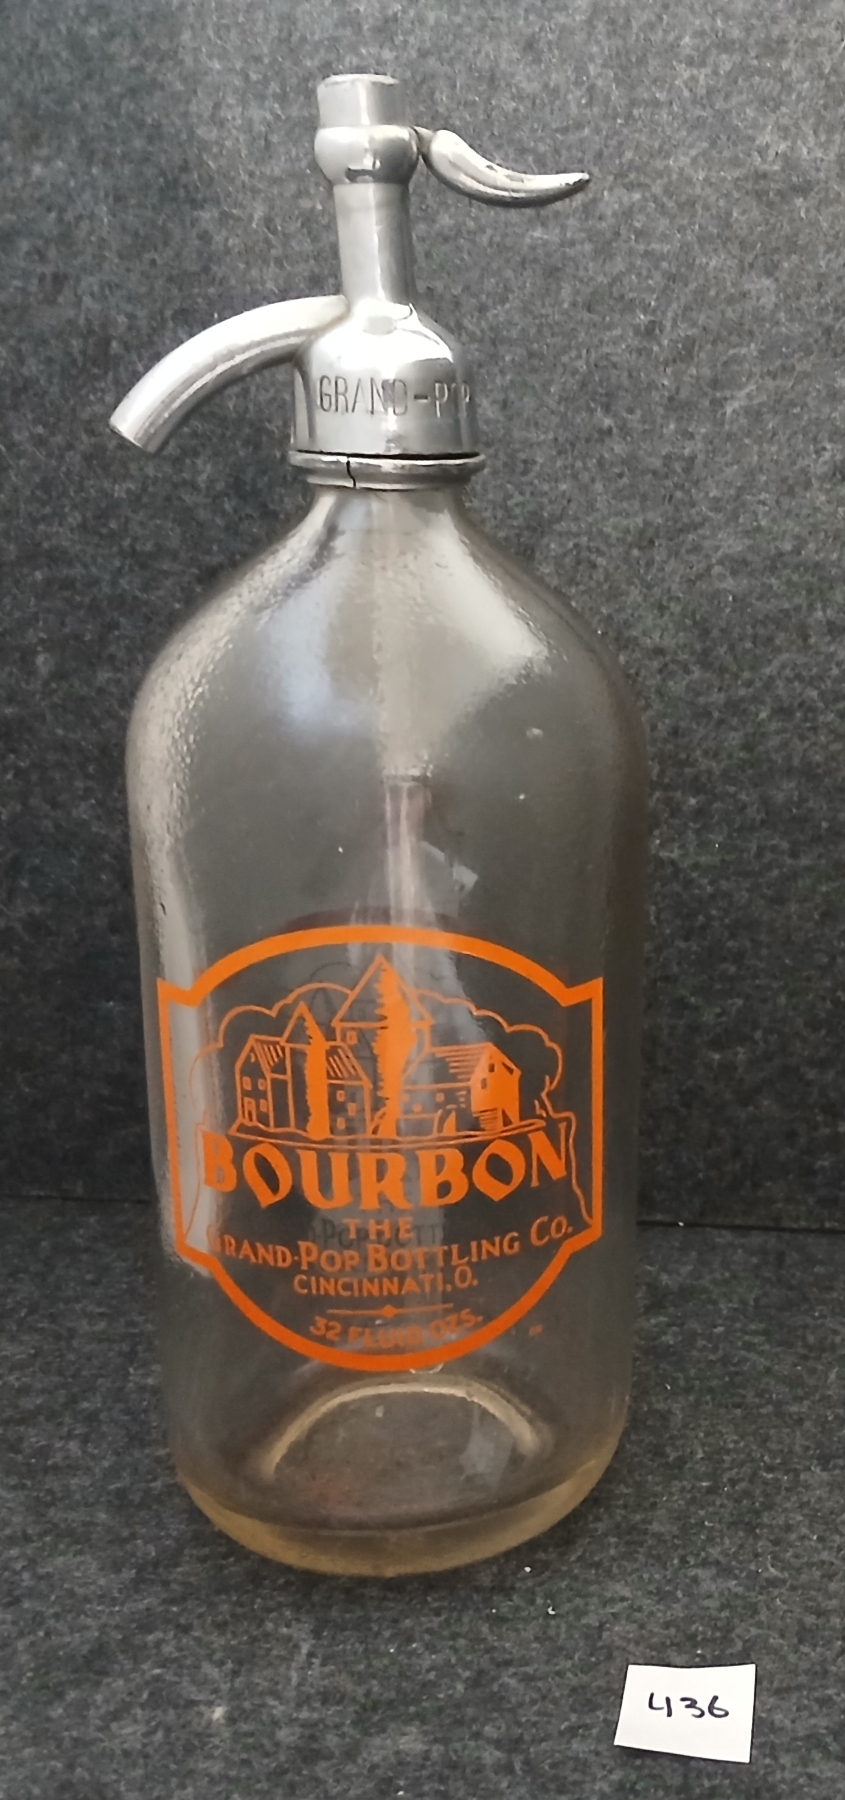 GRAND-POP
BOURBON
THE
GRAND-POP BOTTLING CO.
CINCINNATI, O.
32 FLUID OZS.
436